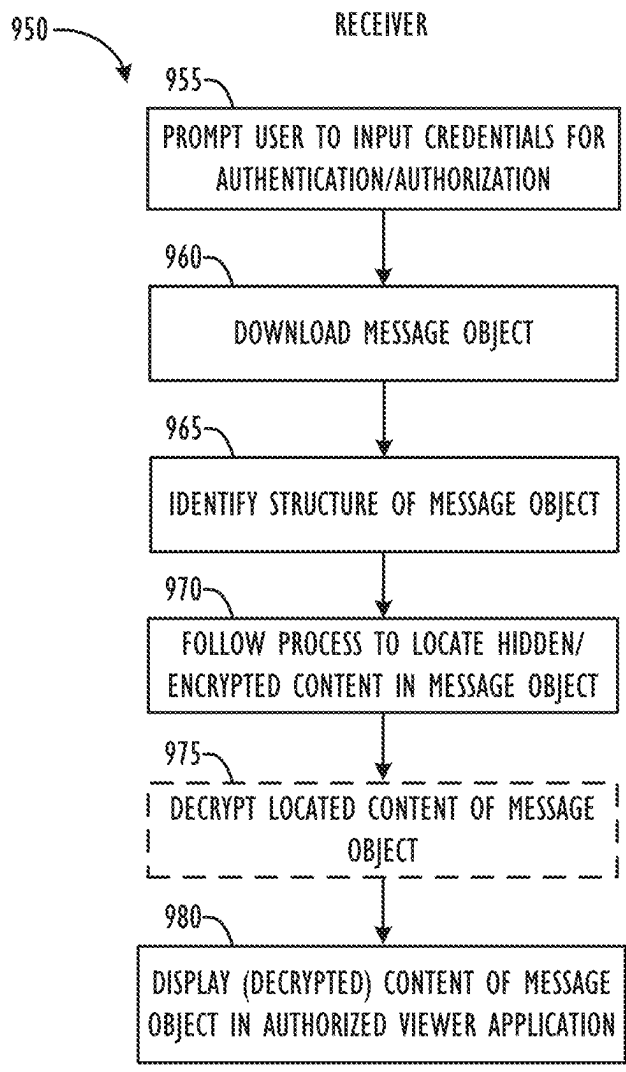 950
RECEIVER
955
PROMPT USER TO INPUT CREDENTIALS FOR
AUTHENTICATION/AUTHORIZATION
960
DOWNLOAD MESSAGE OBJECT
965
IDENTIFY STRUCTURE OF MESSAGE OBJECT
970
FOLLOW PROCESS TO LOCATE HIDDEN/
ENCRYPTED CONTENT IN MESSAGE OBJECT
975
DECRYPT LOCATED CONTENT OF MESSAGE
OBJECT
980
DISPLAY (DECRYPTED) CONTENT OF MESSAGE
OBJECT IN AUTHORIZED VIEWER APPLICATION